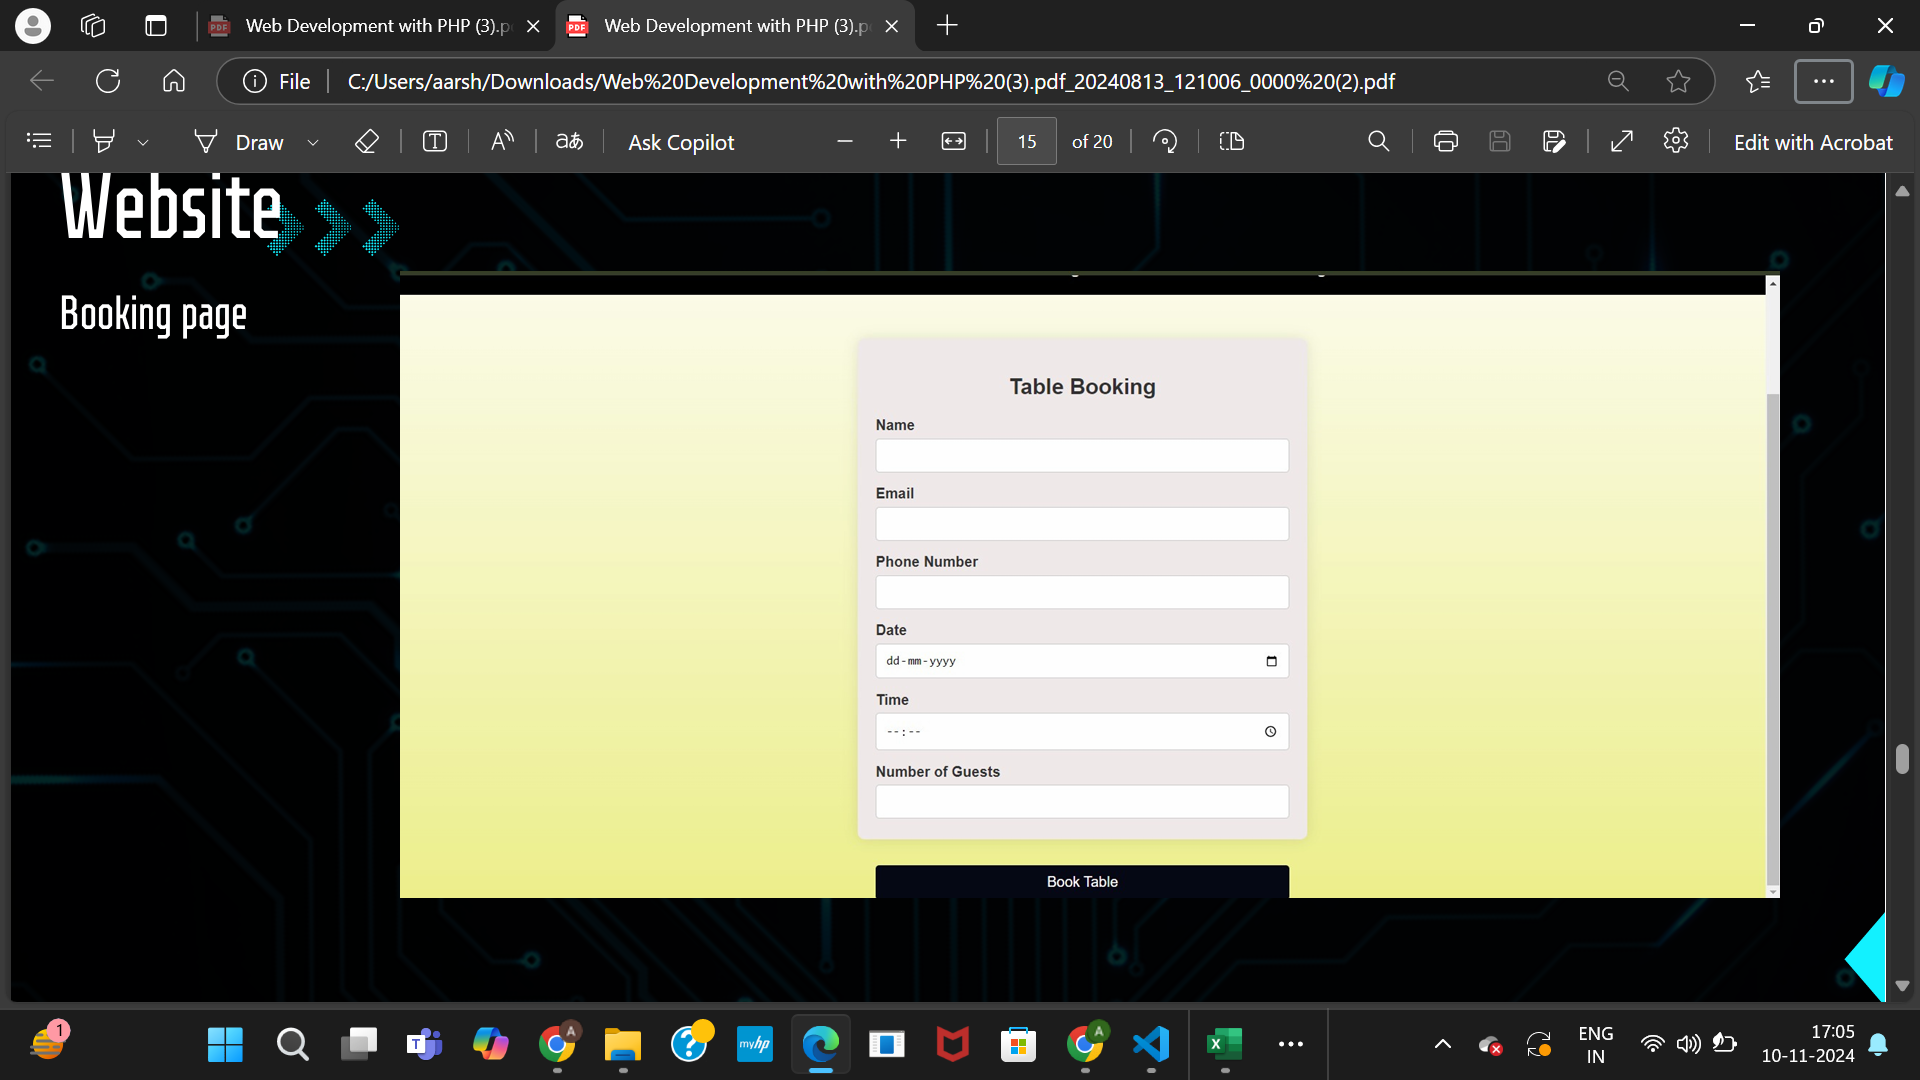 Web Development with PHP (3).p
Web Development with PHP (3).p
File
C:/Users/aarsh/Downloads/Web%20Development%20with%20PHP%20(3).pdf_20240813_121006_0000%20(2).pdf
Draw
Ask Copilot
15
of 20
Edit with Acrobat
Website
Booking page
Table Booking
Name
Email
Phone Number
Date
dd-mm-yyyy
Time
--:--
Number of Guests
Book Table
1
myhp
A
A
ENG
IN
17:05
10-11-2024